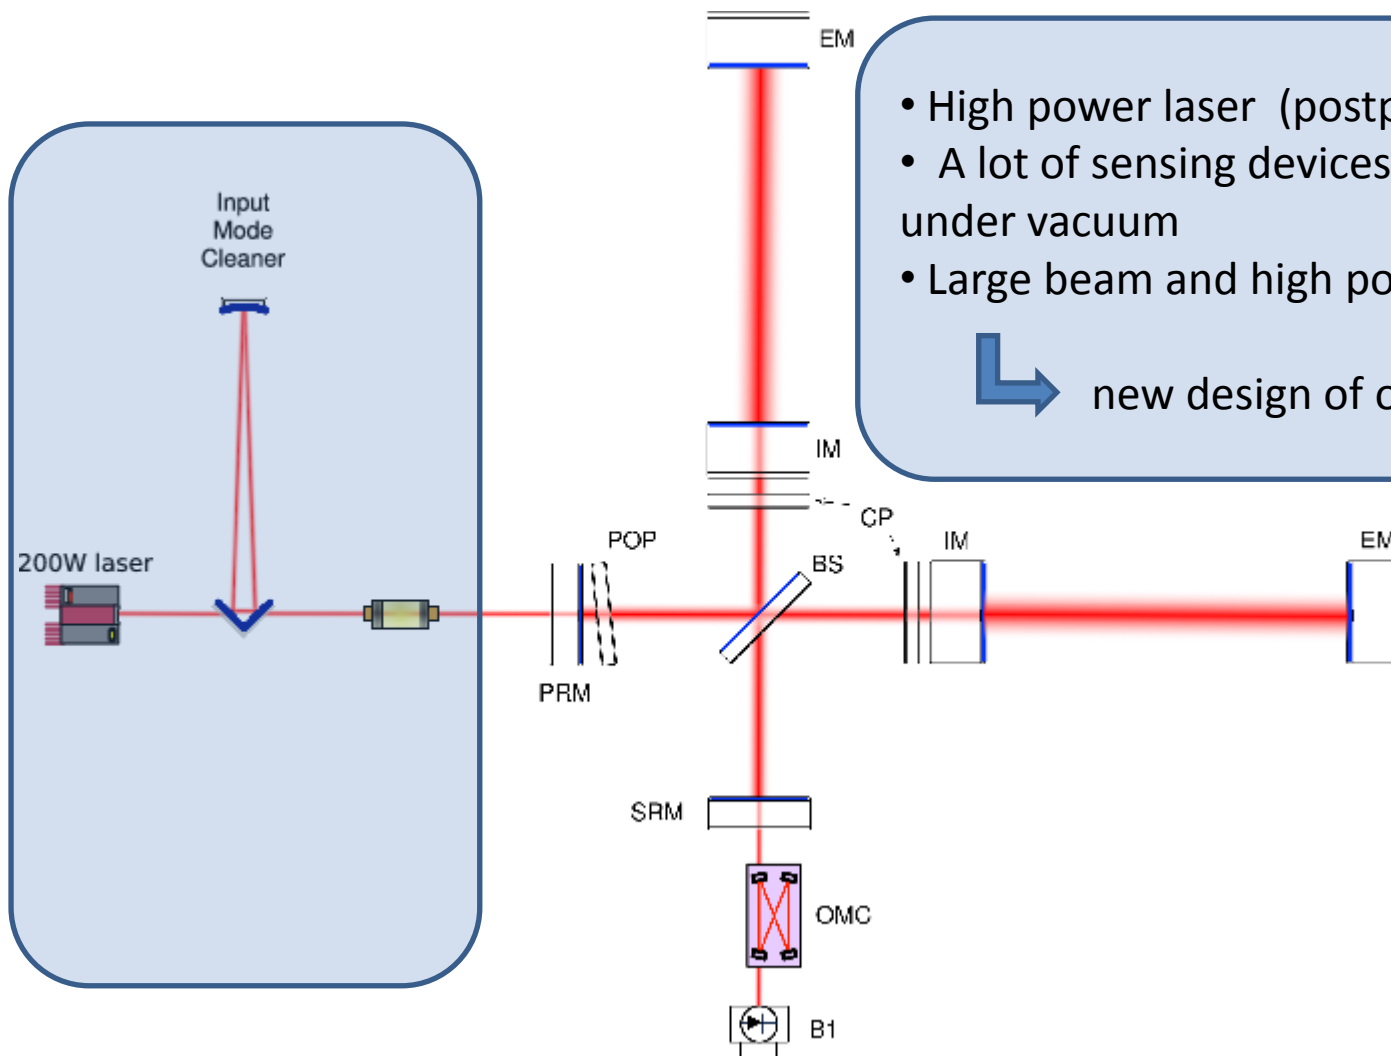 EM
• High power laser (postp
• A lot of sensing devices
under vacuum
• Large beam and high po
new design of o
Input
Mode
Cleaner
IM
CP
200W laser
POP
BS
IM
EM
PRM
SRM
OMC
B1